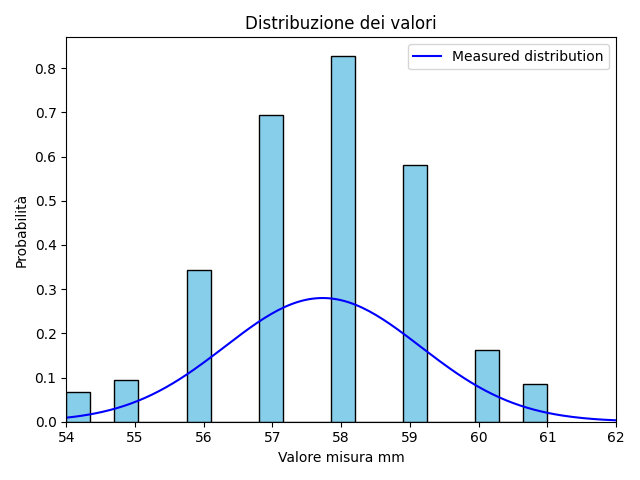 Distribuzione dei valori
Measured distribution
Probabilità
0.8
0.7
0.6
0.5
0.4
0.3
0.2
0.1
0.0
54 55 56 57 58 59 60 61 62
Valore misura mm